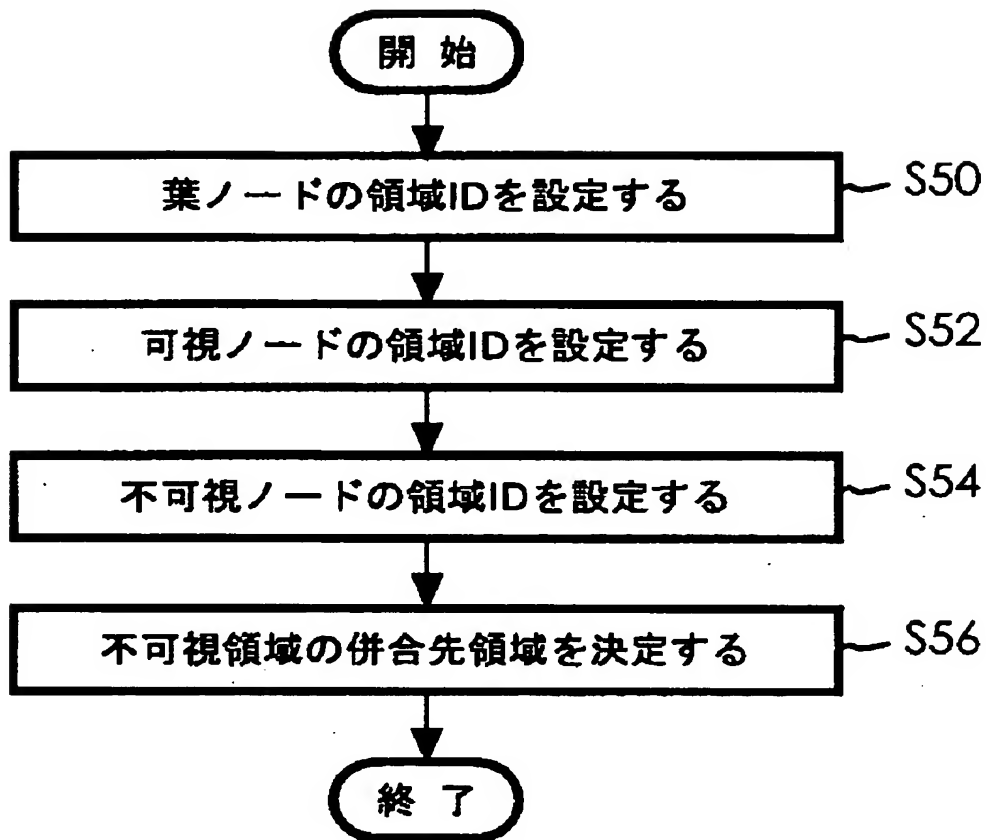 開 始
葉ノードの領域IDを設定する S50
可視ノードの領域IDを設定する S52
不可視ノードの領域IDを設定する S54
不可視領域の併合先領域を決定する S56
終 了